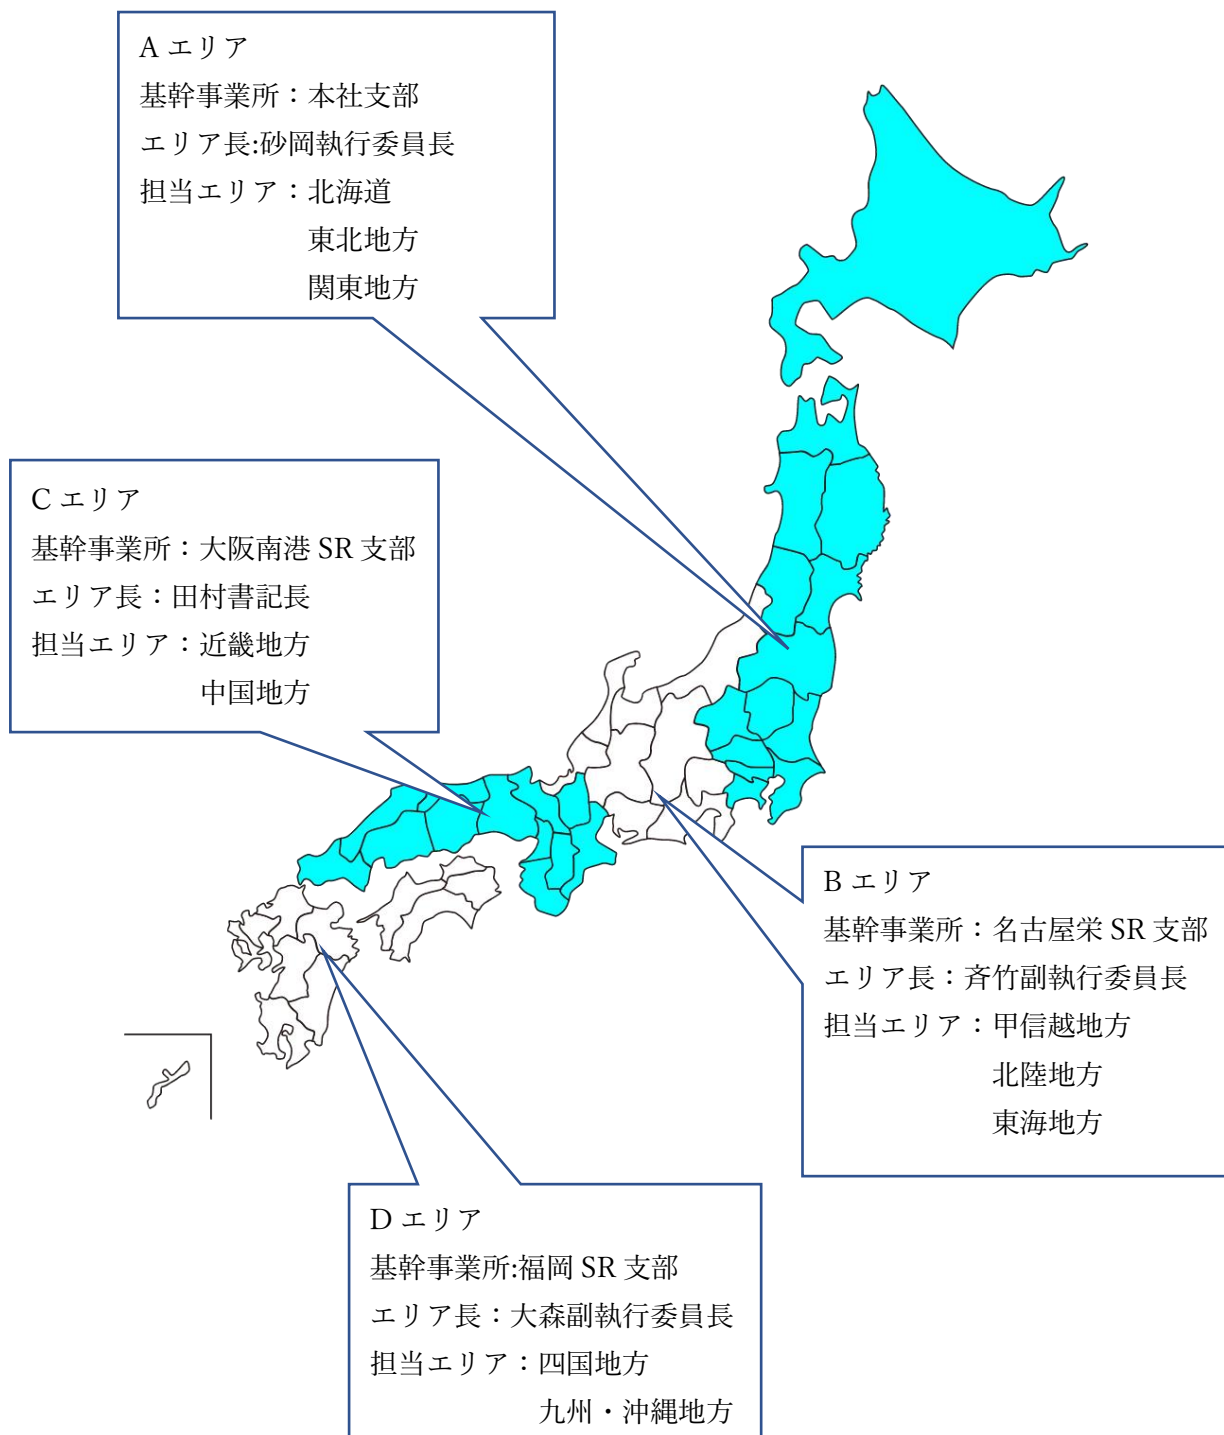 A エリア
基幹事業所：本社支部
エリア長:砂岡執行委員長
担当エリア：北海道
東北地方
関東地方
C エリア
基幹事業所：大阪南港 SR 支部
エリア長：田村書記長
担当エリア：近畿地方
中国地方
B エリア
基幹事業所：名古屋栄 SR 支部
エリア長：斉竹副執行委員長
担当エリア：甲信越地方
北陸地方
東海地方
D エリア
基幹事業所:福岡 SR 支部
エリア長：大森副執行委員長
担当エリア：四国地方
九州・沖縄地方